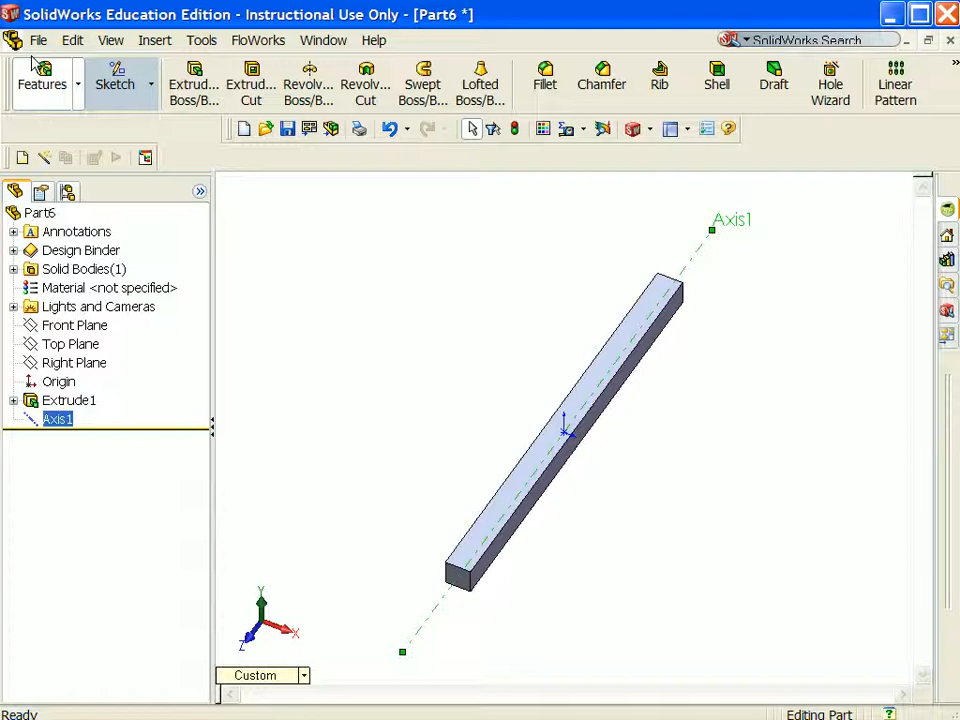 SolidWorks Education Edition - Instructional Use Only - [Part6 *]
File Edit View Insert Tools FloWorks Window Help SolidWorks Search
Features Sketch Extrud... Boss/B... Extrud... Cut Revolv... Boss/B... Revolv... Cut Swept Boss/B... Lofted Boss/B... Fillet Chamfer Rib Shell Draft Hole Wizard Linear Pattern
Part6
Annotations
Design Binder
Solid Bodies(1)
Material <not specified>
Lights and Cameras
Front Plane
Top Plane
Right Plane
Origin
Extrude1
Axis1
Axis1
Y
X
Z
Custom
Ready Editing Part